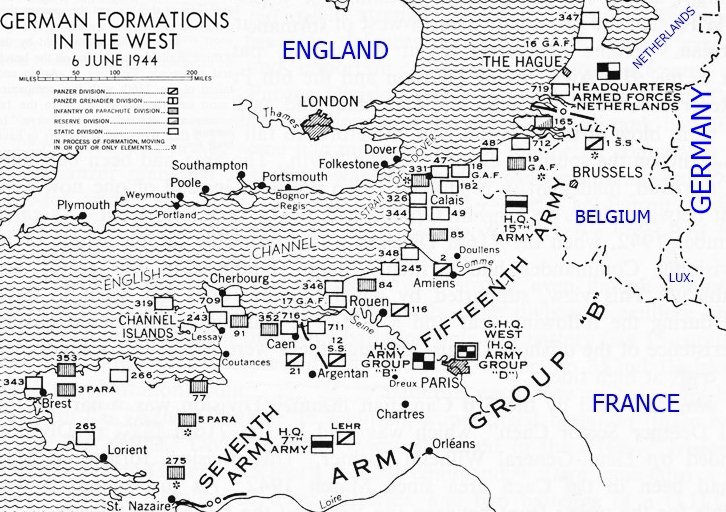 GERMAN FORMATIONS
IN THE WEST
6 JUNE 1944
MILES 0 50 100 200 MILES
PANZER DIVISION
PANZER GRENADIER DIVISION
INFANTRY OR PARACHUTE DIVISION
RESERVE DIVISION
STATIC DIVISION
IN PROCESS OF FORMATION, MOVING
IN OR OUT OR ONLY ELEMENTS
ENGLAND
NETHERLANDS
GERMANY
BELGIUM
LUX.
FRANCE
347
16 G.A.F.
THE HAGUE
719
HEADQUARTERS
ARMED FORCES
NETHERLANDS
165
712
48
19
G.A.F.
1 S.S
BRUSSELS
Thames
LONDON
Dover
Folkestone
STRAIT OF DOVER
Southampton
Portsmouth
Poole
Bognor
Regis
Weymouth
Portland
Plymouth
331
47
18
G.A.F.
182
Calais
326
344
49
85
H.Q.
15TH
ARMY
348
245
2
Doullens
Somme
Amiens
ENGLISH CHANNEL
Cherbourg
319
709
CHANNEL
ISLANDS
243
Lessay
91
352
716
Caen
711
17 G.A.F.
346
84
Rouen
116
Seine
21
12
S.S
Argentan
Coutances
H.Q.
ARMY
GROUP
"B"
G.H.Q.
WEST
(H.Q.
ARMY
GROUP
"D")
Dreux
PARIS
Chartres
353
343
3 PARA
266
Brest
77
5 PARA
265
Lorient
275
St. Nazaire
H.Q.
7TH
ARMY
LEHR
Orléans
Loire
SEVENTH
ARMY
FIFTEENTH ARMY
ARMY GROUP "B"